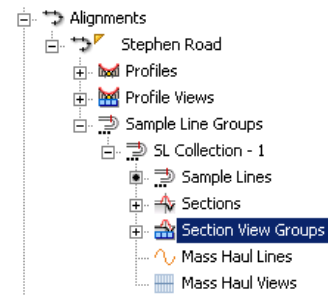 Alignments
Stephen Road
Profiles
Profile Views
Sample Line Groups
SL Collection - 1
Sample Lines
Sections
Section View Groups
Mass Haul Lines
Mass Haul Views